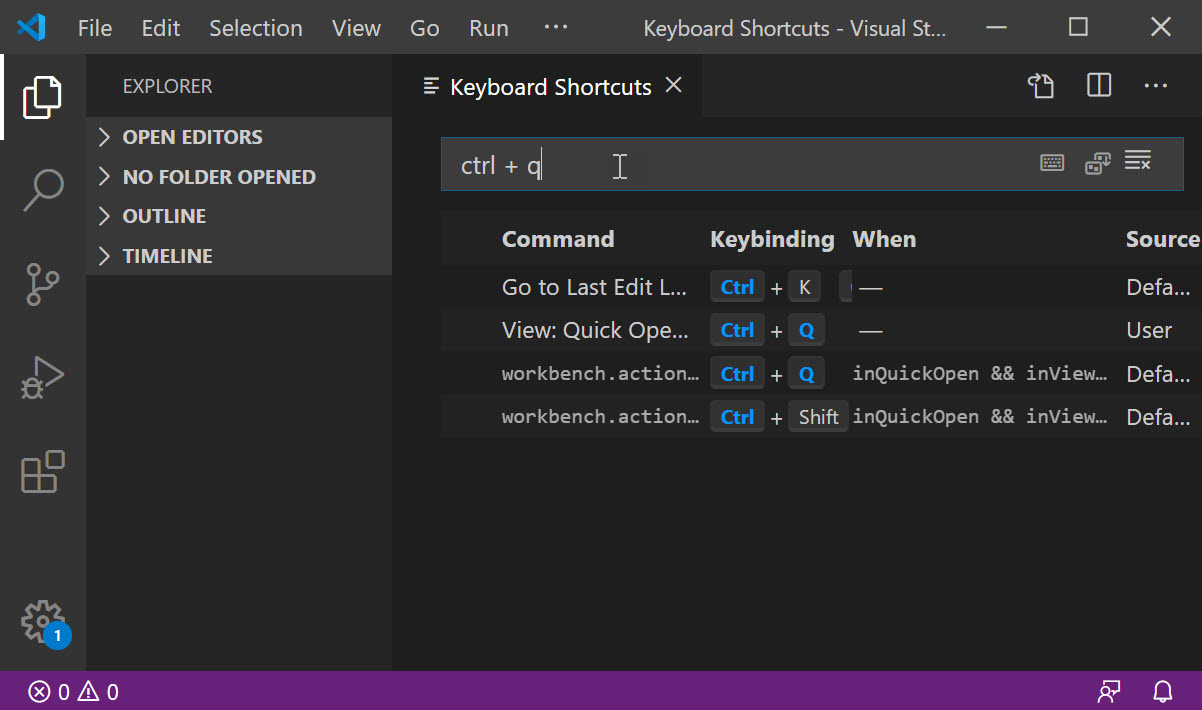 File Edit Selection View Go Run ··· Keyboard Shortcuts - Visual St...
EXPLORER
Keyboard Shortcuts
OPEN EDITORS
NO FOLDER OPENED
OUTLINE
TIMELINE
ctrl + q
Command Keybinding When Source
Go to Last Edit L... Ctrl + K — Defa...
View: Quick Ope... Ctrl + Q — User
workbench.action... Ctrl + Q inQuickOpen && inView... Defa...
workbench.action... Ctrl + Shift inQuickOpen && inView... Defa...
1
0 0